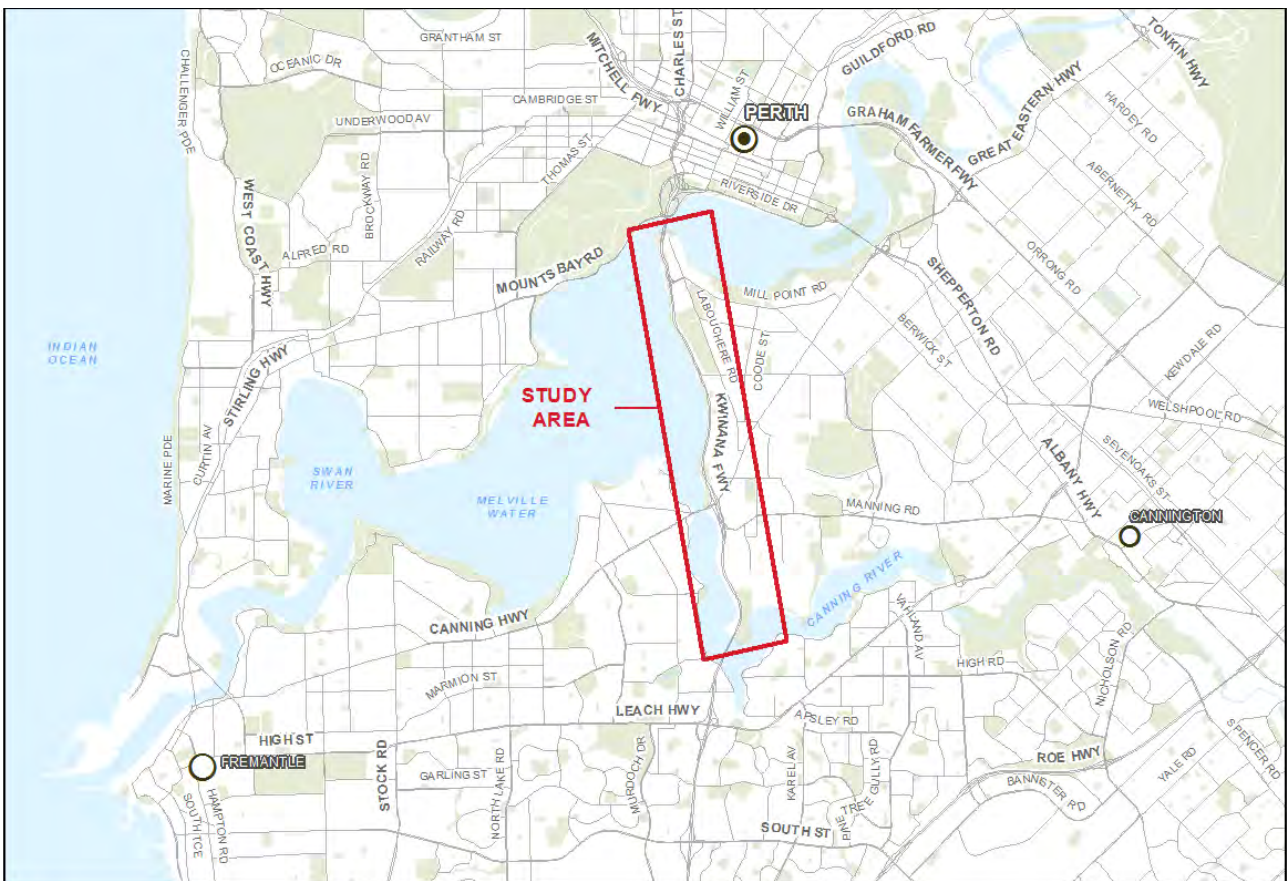 GRANTHAM ST
CHALLENGER PDE
OCEANIC DR
MITCHELL FWY
CHARLES ST
GUILDFORD RD
TONKIN HWY
CAMBRIDGE ST
WILLIAM ST
PERTH
GRAHAM FARMER FWY
GREAT EASTERN HWY
HARDEY RD
UNDERWOOD AV
THOMAS ST
ABERNETHY RD
BROCKWAY RD
WEST COAST HWY
RIVERSIDE DR
ALFRED RD
RAILWAY RD
MOUNTS BAY RD
ORRONG RD
SHEPPERTON RD
MILL POINT RD
LABOUCHERE RD
INDIAN
OCEAN
BERWICK ST
COODE ST
KEWDALE RD
STIRLING HWY
STUDY
AREA
KWINANA FWY
WELSHPOOL RD
MARINE PDE
CURTIN AV
ALBANY HWY
SEVENOAKS ST
SWAN
RIVER
MELVILLE
WATER
MANNING RD
CANNINGTON
CANNING RIVER
VAHLAND AV
CANNING HWY
NICHOLSON RD
HIGH RD
MARMION ST
LEACH HWY
APSLEY RD
SPENCER RD
HIGH ST
STOCK RD
FREMANTLE
GARLING ST
NORTH LAKE RD
MURDOCH DR
KAREL AV
PINE TREE GULLY RD
ROE HWY
YALE RD
BANNISTER RD
SOUTH TCE
HAMPTON RD
SOUTH ST